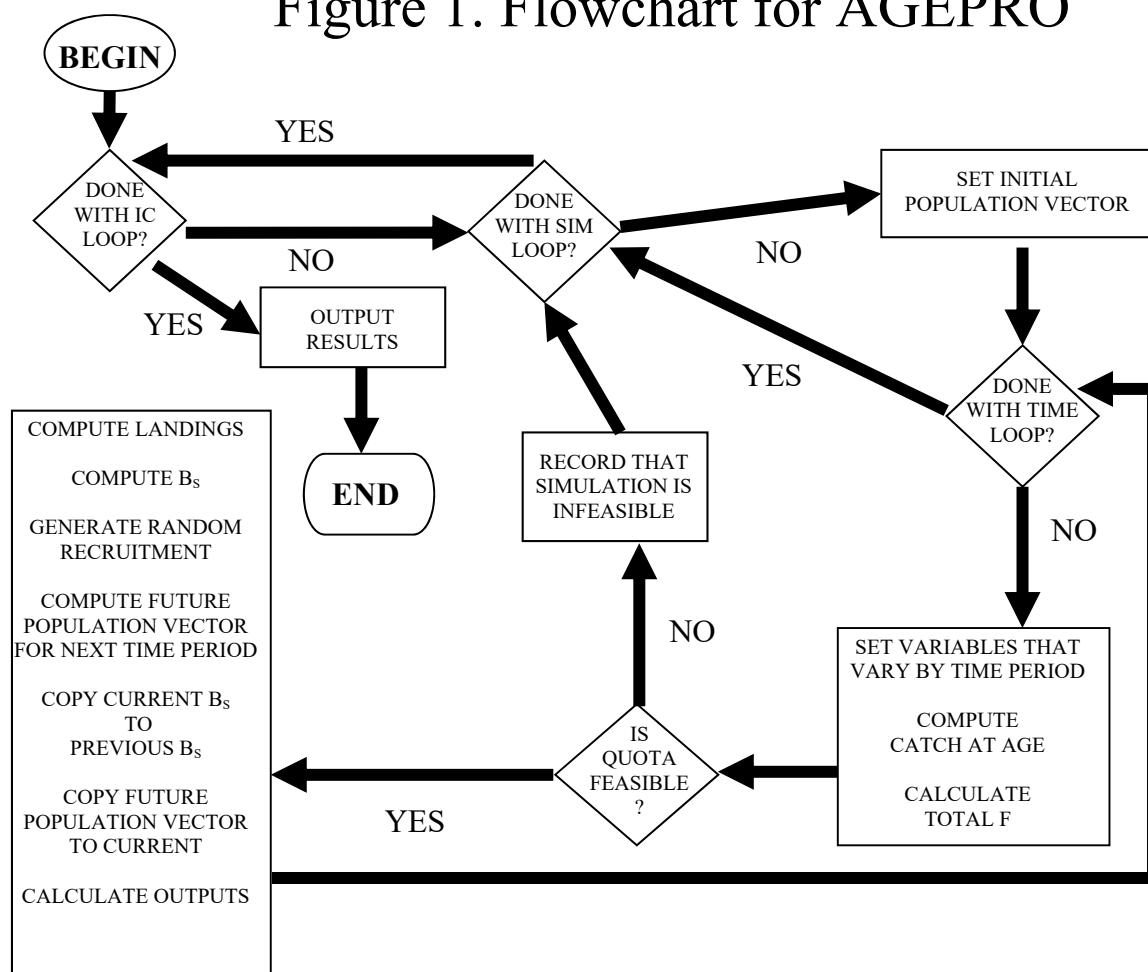 Figure 1. Flowchart for AGEPRO
BEGIN
YES
DONE
WITH IC
LOOP?
NO
DONE
WITH SIM
LOOP?
NO
SET INITIAL
POPULATION VECTOR
YES
OUTPUT
RESULTS
END
YES
DONE
WITH TIME
LOOP?
NO
RECORD THAT
SIMULATION IS
INFEASIBLE
NO
SET VARIABLES THAT
VARY BY TIME PERIOD
COMPUTE
CATCH AT AGE
CALCULATE
TOTAL F
IS
QUOTA
FEASIBLE
?
YES
COMPUTE LANDINGS
COMPUTE BS
GENERATE RANDOM
RECRUITMENT
COMPUTE FUTURE
POPULATION VECTOR
FOR NEXT TIME PERIOD
COPY CURRENT BS
TO
PREVIOUS BS
COPY FUTURE
POPULATION VECTOR
TO CURRENT
CALCULATE OUTPUTS